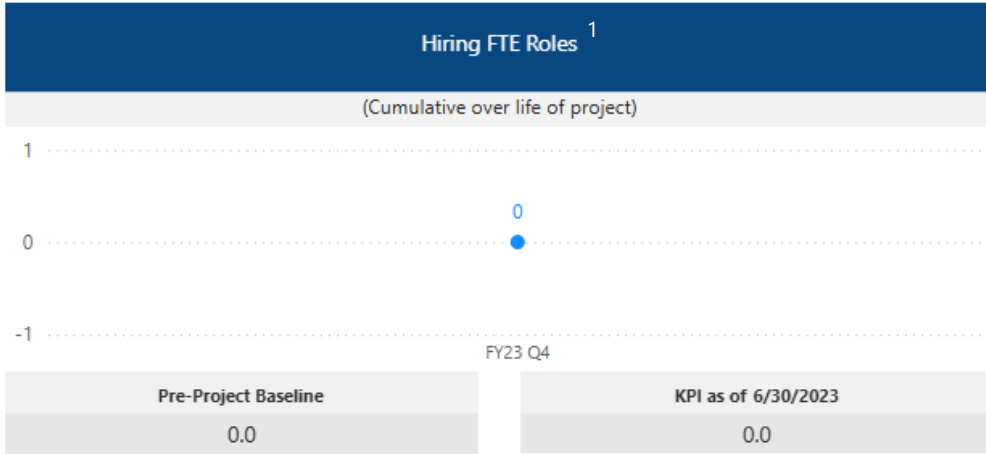 Hiring FTE Roles 1
(Cumulative over life of project)
1
0
0
-1
FY23 Q4
Pre-Project Baseline
KPI as of 6/30/2023
0.0
0.0